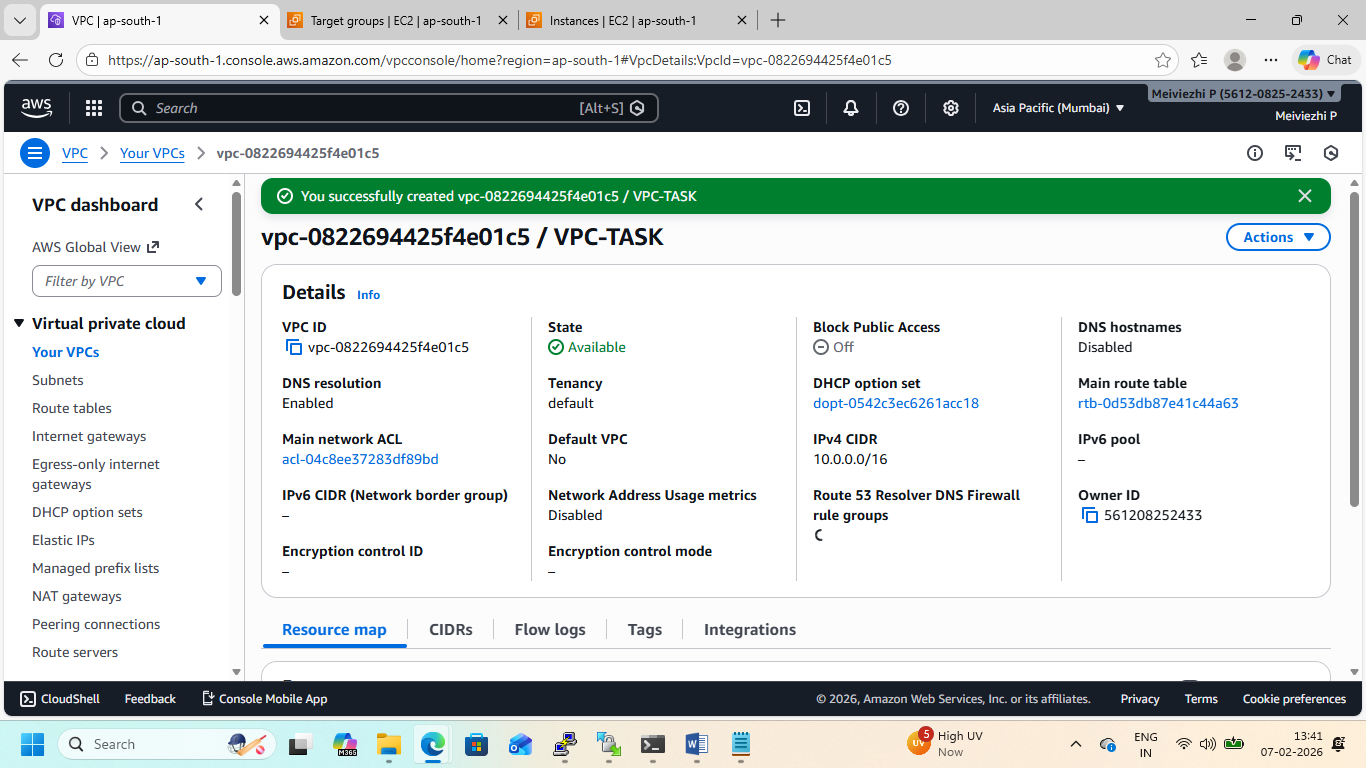 VPC | ap-south-1
Target groups | EC2 | ap-south-1
Instances | EC2 | ap-south-1
https://ap-south-1.console.aws.amazon.com/vpcconsole/home?region=ap-south-1#VpcDetails:VpcId=vpc-0822694425f4e01c5
Chat
aws
Search
[Alt+S]
Asia Pacific (Mumbai)
Meiviezhi P (5612-0825-2433)
Meiviezhi P
VPC
Your VPCs
vpc-0822694425f4e01c5
VPC dashboard
AWS Global View
Filter by VPC
Virtual private cloud
Your VPCs
Subnets
Route tables
Internet gateways
Egress-only internet
gateways
DHCP option sets
Elastic IPs
Managed prefix lists
NAT gateways
Peering connections
Route servers
You successfully created vpc-0822694425f4e01c5 / VPC-TASK
vpc-0822694425f4e01c5 / VPC-TASK
Actions
Details
Info
VPC ID
vpc-0822694425f4e01c5
State
Available
Block Public Access
Off
DNS hostnames
Disabled
DNS resolution
Enabled
Tenancy
default
DHCP option set
dopt-0542c3ec6261acc18
Main route table
rtb-0d53db87e41c44a63
Main network ACL
acl-04c8ee37283df89bd
Default VPC
No
IPv4 CIDR
10.0.0.0/16
IPv6 pool
–
IPv6 CIDR (Network border group)
–
Network Address Usage metrics
Disabled
Route 53 Resolver DNS Firewall
rule groups
Owner ID
561208252433
Encryption control ID
–
Encryption control mode
–
Resource map
CIDRs
Flow logs
Tags
Integrations
CloudShell
Feedback
Console Mobile App
© 2026, Amazon Web Services, Inc. or its affiliates.
Privacy
Terms
Cookie preferences
Search
M365
UV
5
High UV
Now
ENG
IN
13:41
07-02-2026